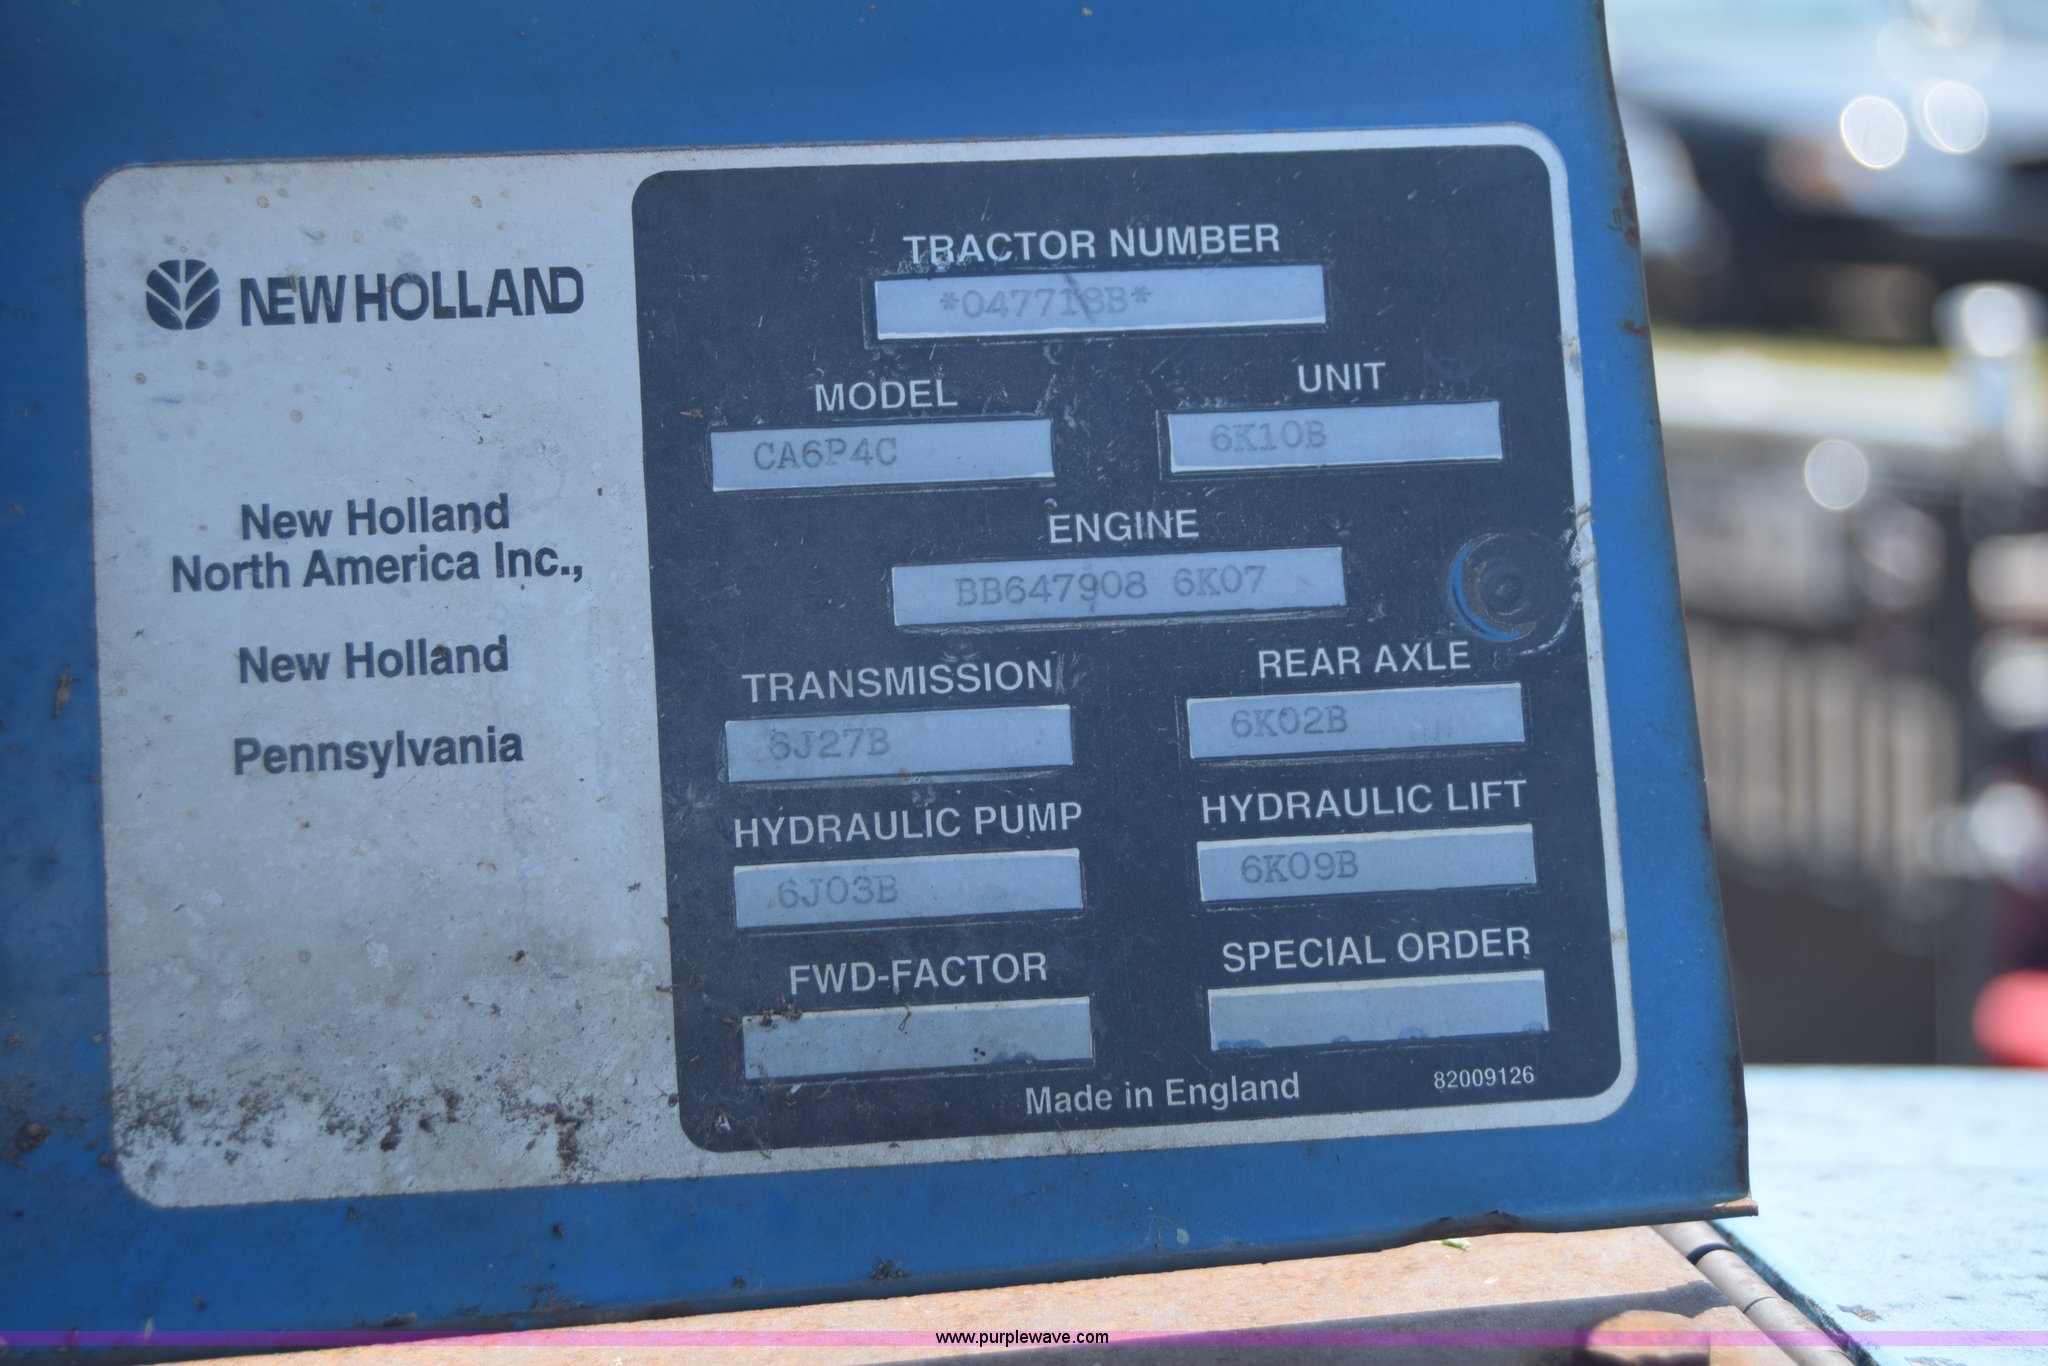 NEW HOLLAND
New Holland
North America Inc.,
New Holland
Pennsylvania
TRACTOR NUMBER
*047718B*
MODEL
CA6P4C
UNIT
6K10B
ENGINE
BB647908 6K07
TRANSMISSION
6J27B
REAR AXLE
6K02B
HYDRAULIC PUMP
6J03B
HYDRAULIC LIFT
6K09B
FWD-FACTOR
SPECIAL ORDER
Made in England
82009126
www.purplewave.com